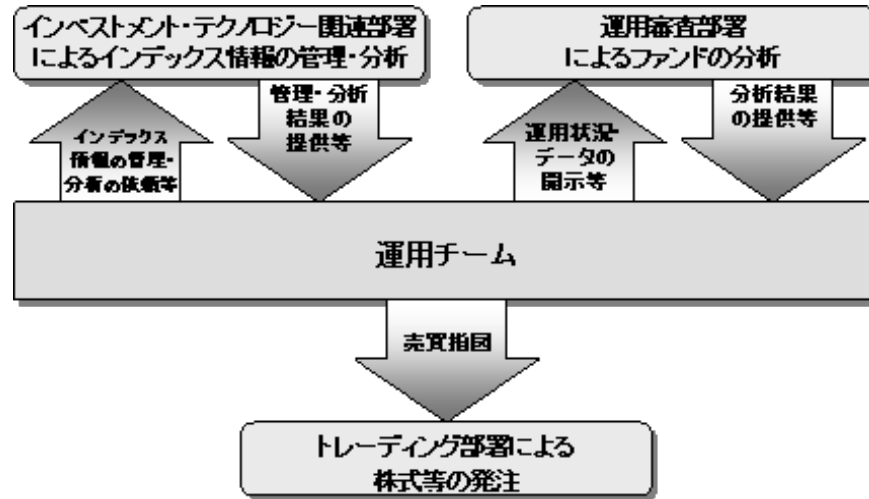 インベストメント・テクノロジー関連部署
によるインデックス情報の管理・分析
運用審査部署
によるファンドの分析
インデックス
情報の管理・
分析の依頼等
管理・分析
結果の
提供等
運用状況・
データの
開示等
分析結果
の提供等
運用チーム
売買指図
トレーディング部署による
株式等の発注